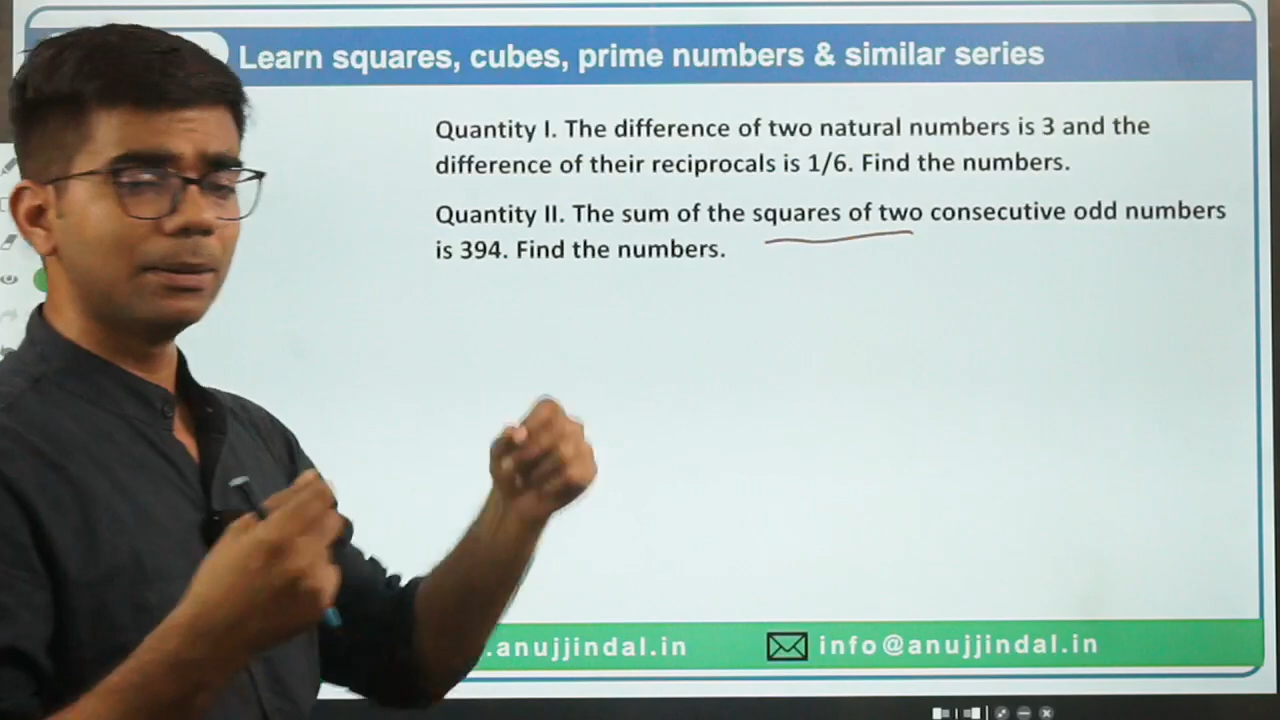 Learn squares, cubes, prime numbers & similar series
Quantity I. The difference of two natural numbers is 3 and the
difference of their reciprocals is 1/6. Find the numbers.
Quantity II. The sum of the squares of two consecutive odd numbers
is 394. Find the numbers.
.anujjindal.in
info@anujjindal.in